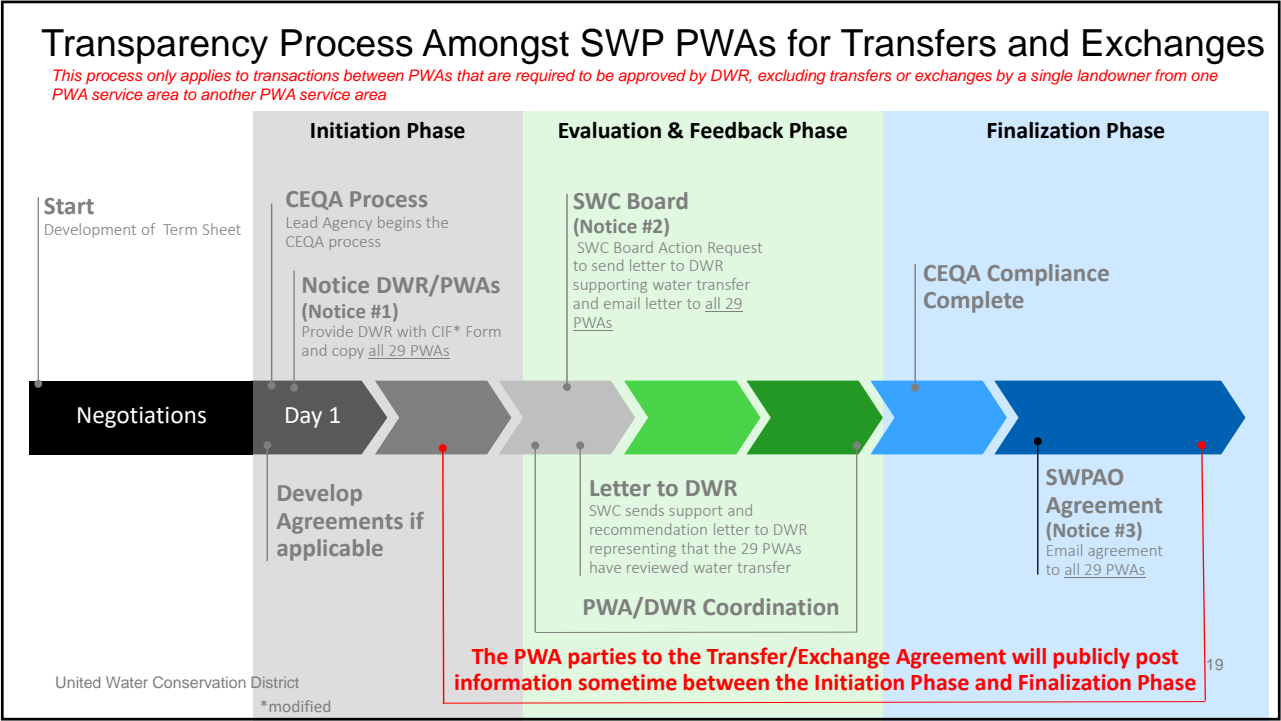 Transparency Process Amongst SWP PWAs for Transfers and Exchanges
This process only applies to transactions between PWAs that are required to be approved by DWR, excluding transfers or exchanges by a single landowner from one
PWA service area to another PWA service area
Initiation Phase
Evaluation & Feedback Phase
Finalization Phase
Start
Development of Term Sheet
CEQA Process
Lead Agency begins the
CEQA process
Notice DWR/PWAs
(Notice #1)
Provide DWR with CIF* Form
and copy all 29 PWAs
SWC Board
(Notice #2)
SWC Board Action Request
to send letter to DWR
supporting water transfer
and email letter to all 29
PWAs
CEQA Compliance
Complete
Negotiations
Day 1
Develop
Agreements if
applicable
Letter to DWR
SWC sends support and
recommendation letter to DWR
representing that the 29 PWAs
have reviewed water transfer
PWA/DWR Coordination
SWPAO
Agreement
(Notice #3)
Email agreement
to all 29 PWAs
The PWA parties to the Transfer/Exchange Agreement will publicly post
information sometime between the Initiation Phase and Finalization Phase
19
United Water Conservation District
*modified